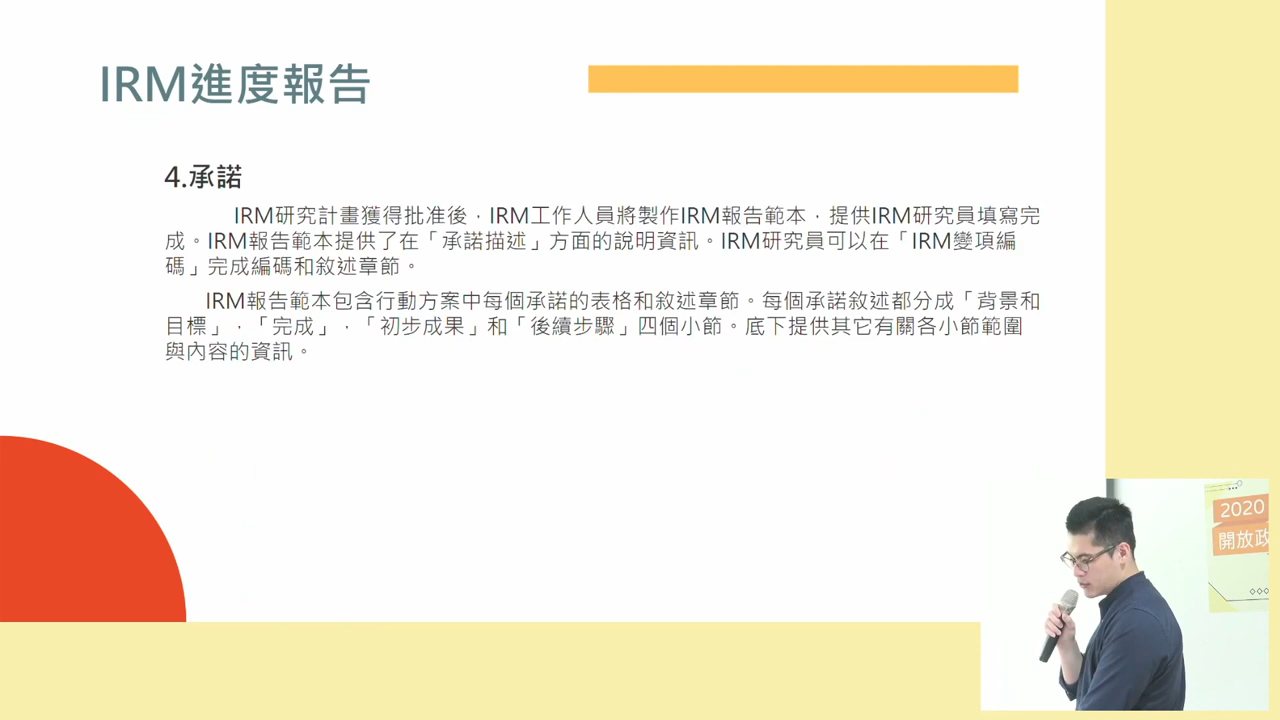 IRM進度報告
4.承諾
IRM研究計畫獲得批准後，IRM工作人員將製作IRM報告範本，提供IRM研究員填寫完
成。IRM報告範本提供了在「承諾描述」方面的說明資訊。IRM研究員可以在「IRM變項編
碼」完成編碼和敘述章節。
IRM報告範本包含行動方案中每個承諾的表格和敘述章節。每個承諾敘述都分成「背景和
目標」，「完成」，「初步成果」和「後續步驟」四個小節。底下提供其它有關各小節範圍
與內容的資訊。
2020
開放政